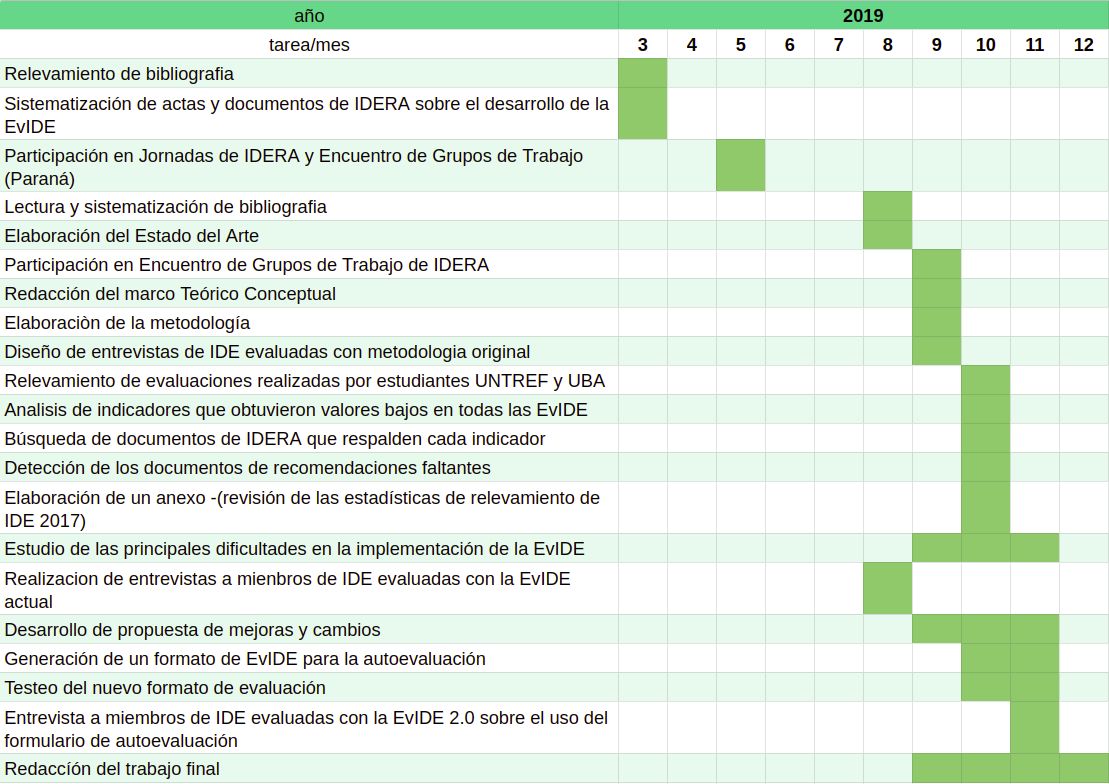 año 2019
tarea/mes 3 4 5 6 7 8 9 10 11 12
Relevamiento de bibliografia
Sistematización de actas y documentos de IDERA sobre el desarrollo de la
EvIDE
Participación en Jornadas de IDERA y Encuentro de Grupos de Trabajo
(Paraná)
Lectura y sistematización de bibliografia
Elaboración del Estado del Arte
Participación en Encuentro de Grupos de Trabajo de IDERA
Redacción del marco Teórico Conceptual
Elaboraciòn de la metodología
Diseño de entrevistas de IDE evaluadas con metodologia original
Relevamiento de evaluaciones realizadas por estudiantes UNTREF y UBA
Analisis de indicadores que obtuvieron valores bajos en todas las EvIDE
Búsqueda de documentos de IDERA que respalden cada indicador
Detección de los documentos de recomendaciones faltantes
Elaboración de un anexo -(revisión de las estadísticas de relevamiento de
IDE 2017)
Estudio de las principales dificultades en la implementación de la EvIDE
Realizacion de entrevistas a mienbros de IDE evaluadas con la EvIDE
actual
Desarrollo de propuesta de mejoras y cambios
Generación de un formato de EvIDE para la autoevaluación
Testeo del nuevo formato de evaluación
Entrevista a miembros de IDE evaluadas con la EvIDE 2.0 sobre el uso del
formulario de autoevaluación
Redaccíón del trabajo final